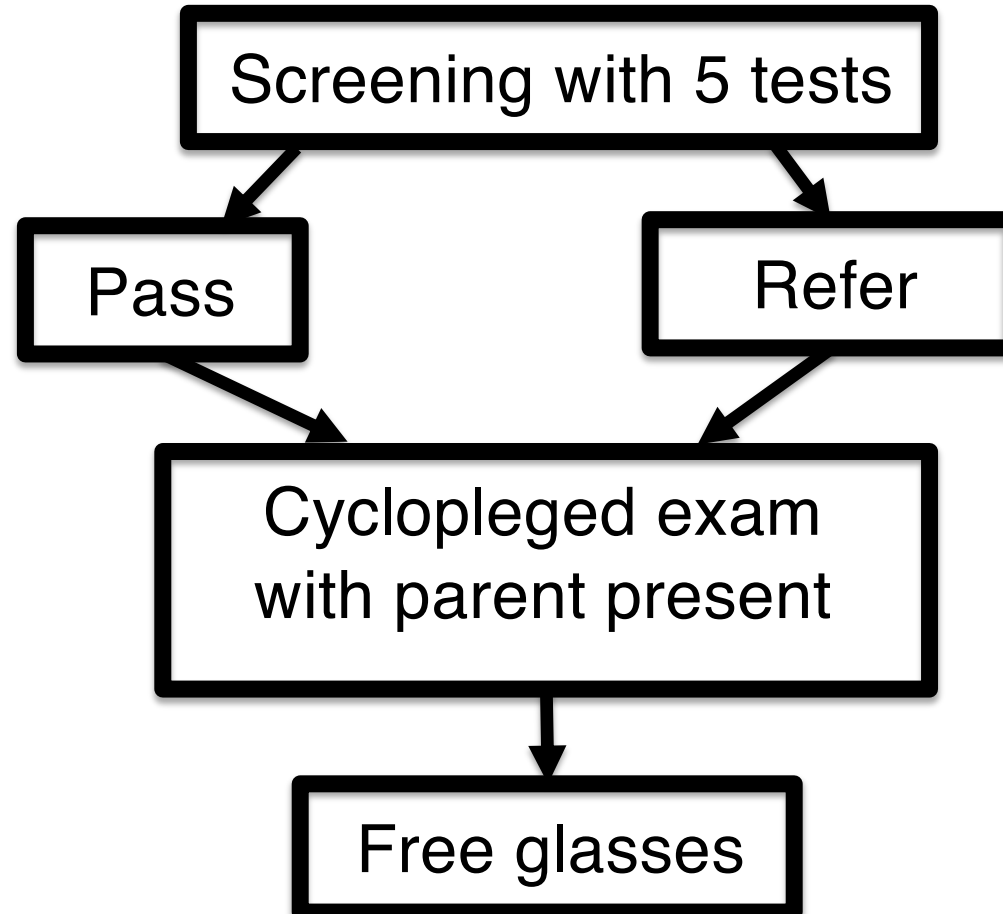 Screening with 5 tests
Pass
Refer
Cyclopleged exam
with parent present
Free glasses